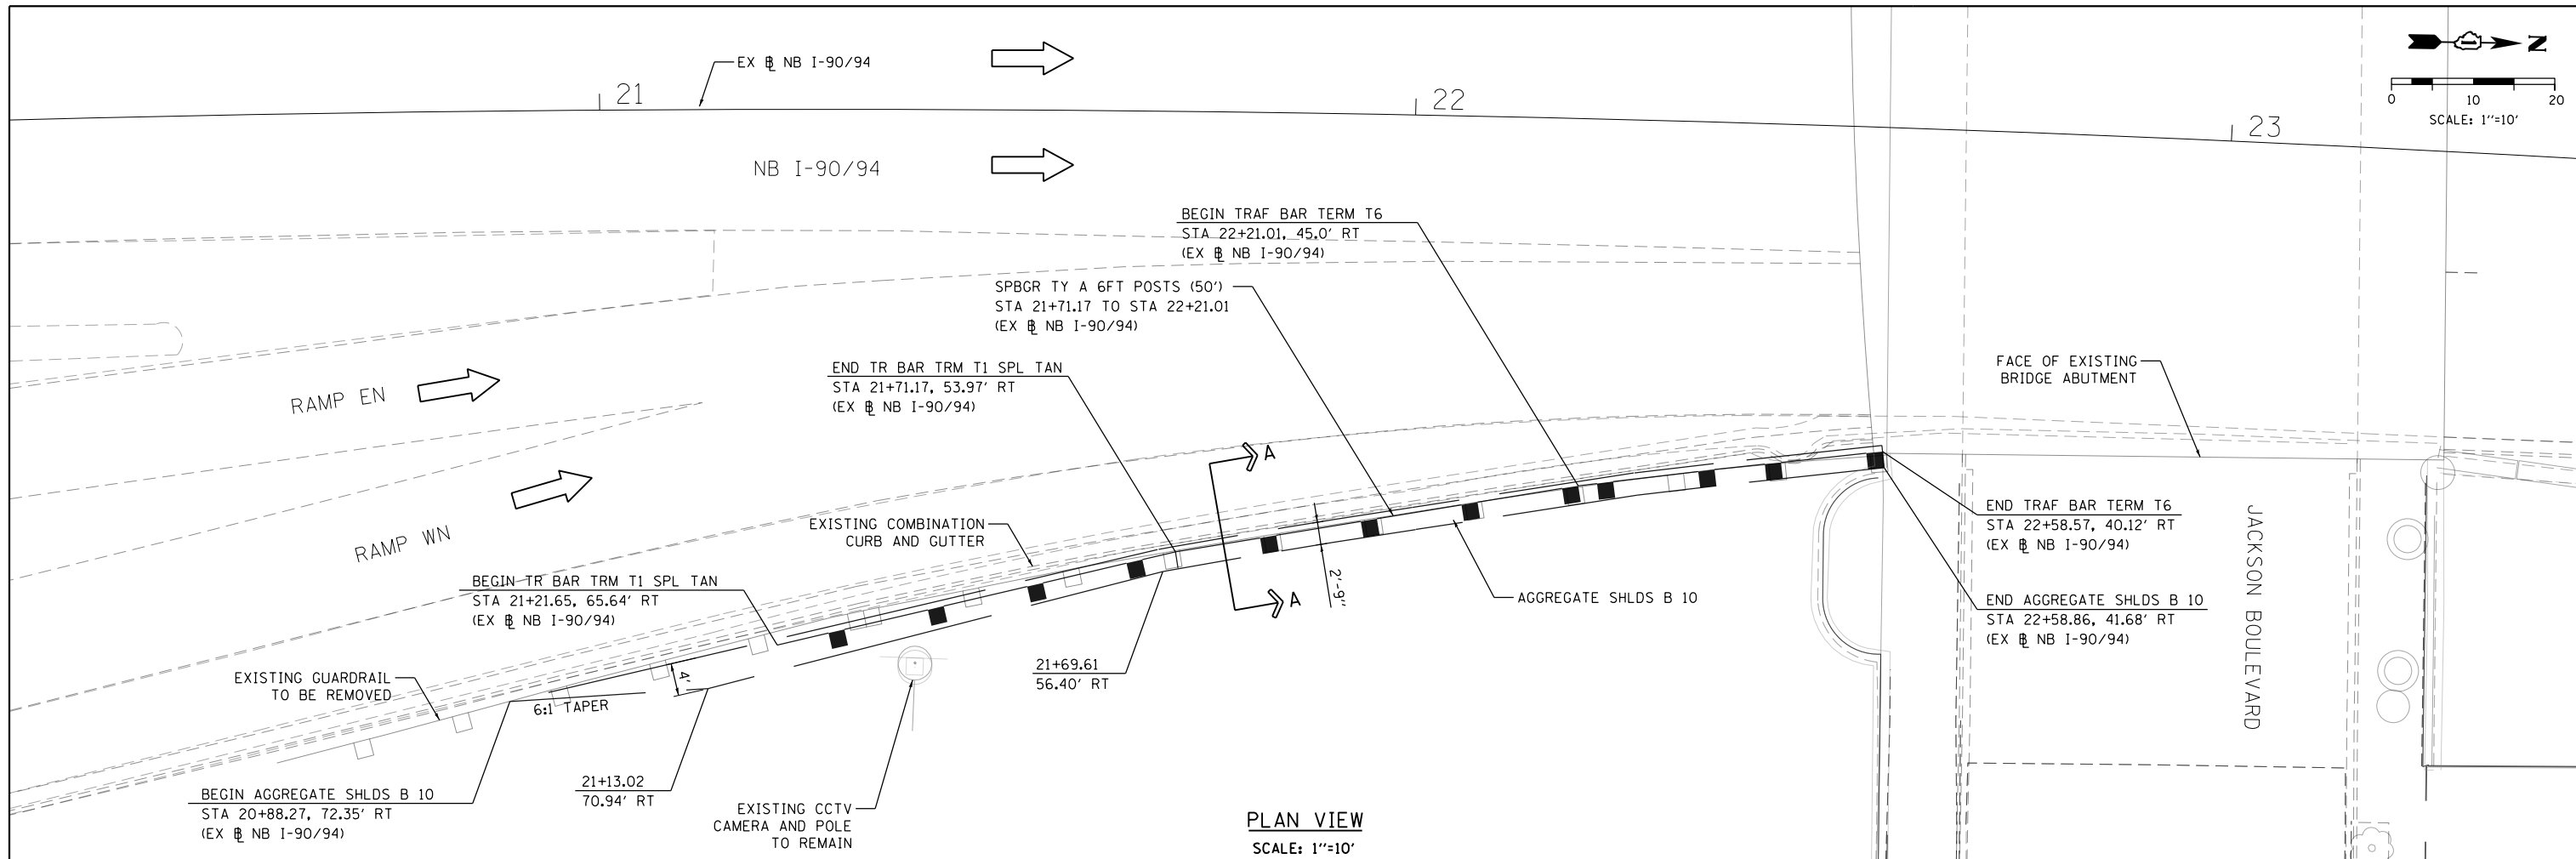 EX ⅊ NB I-90/94
21
22
23
N
0 10 20
SCALE: 1''=10'
NB I-90/94
BEGIN TRAF BAR TERM T6
STA 22+21.01, 45.0' RT
(EX ⅊ NB I-90/94)
SPBGR TY A 6FT POSTS (50')
STA 21+71.17 TO STA 22+21.01
(EX ⅊ NB I-90/94)
END TR BAR TRM T1 SPL TAN
STA 21+71.17, 53.97' RT
(EX ⅊ NB I-90/94)
FACE OF EXISTING
BRIDGE ABUTMENT
RAMP EN
RAMP WN
A
A
EXISTING COMBINATION
CURB AND GUTTER
END TRAF BAR TERM T6
STA 22+58.57, 40.12' RT
(EX ⅊ NB I-90/94)
JACKSON BOULEVARD
BEGIN TR BAR TRM T1 SPL TAN
STA 21+21.65, 65.64' RT
(EX ⅊ NB I-90/94)
2'-9''
AGGREGATE SHLDS B 10
END AGGREGATE SHLDS B 10
STA 22+58.86, 41.68' RT
(EX ⅊ NB I-90/94)
EXISTING GUARDRAIL
TO BE REMOVED
4'
6:1 TAPER
21+69.61
56.40' RT
21+13.02
70.94' RT
BEGIN AGGREGATE SHLDS B 10
STA 20+88.27, 72.35' RT
(EX ⅊ NB I-90/94)
EXISTING CCTV
CAMERA AND POLE
TO REMAIN
PLAN VIEW
SCALE: 1''=10'